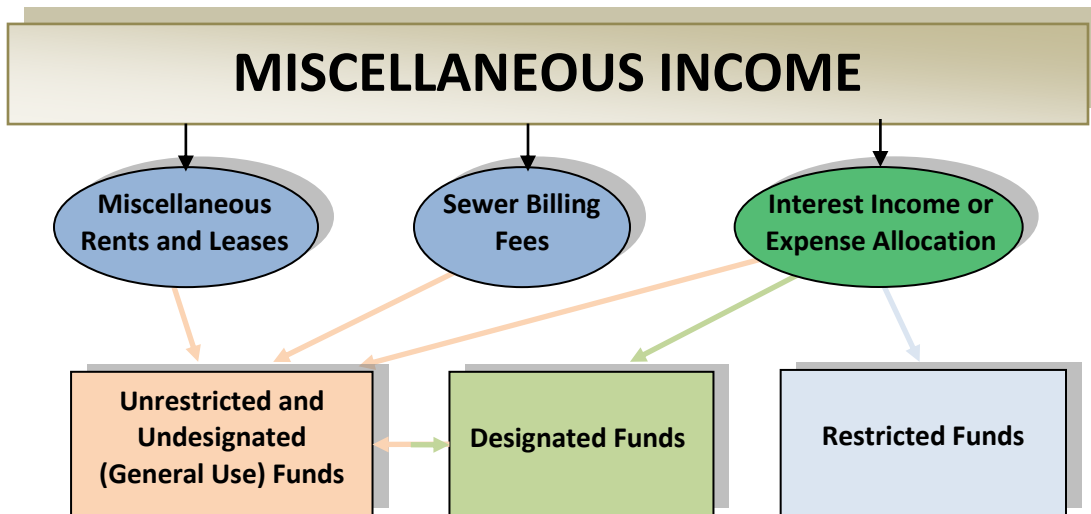 MISCELLANEOUS INCOME
Miscellaneous
Rents and Leases
Sewer Billing
Fees
Interest Income or
Expense Allocation
Unrestricted and
Undesignated
(General Use) Funds
Designated Funds
Restricted Funds